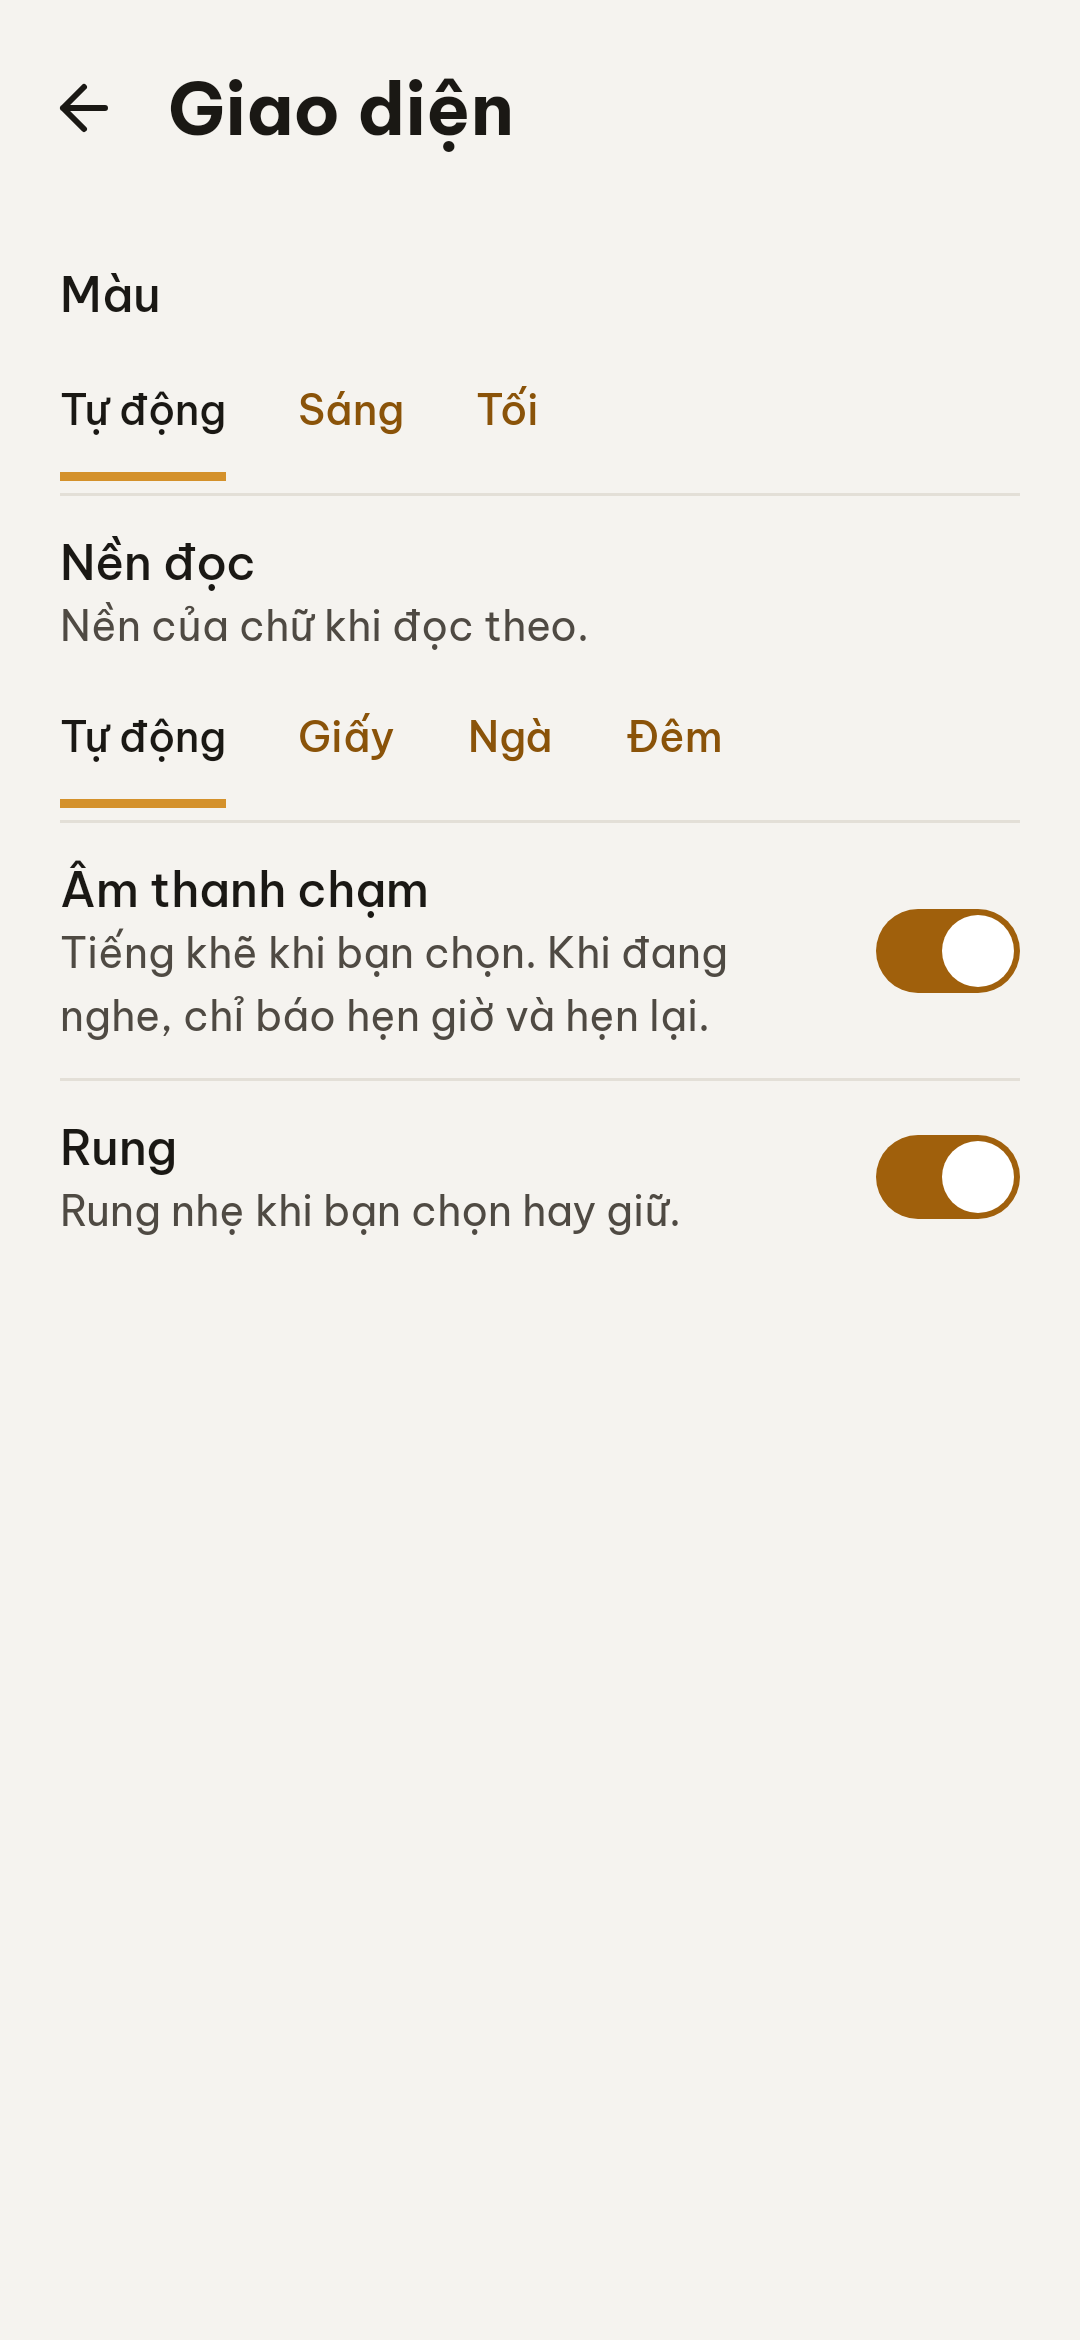 Giao diện
Màu
Tự động Sáng Tối
Nền đọc
Nền của chữ khi đọc theo.
Tự động Giấy Ngà Đêm
Âm thanh chạm
Tiếng khẽ khi bạn chọn. Khi đang
nghe, chỉ báo hẹn giờ và hẹn lại.
Rung
Rung nhẹ khi bạn chọn hay giữ.